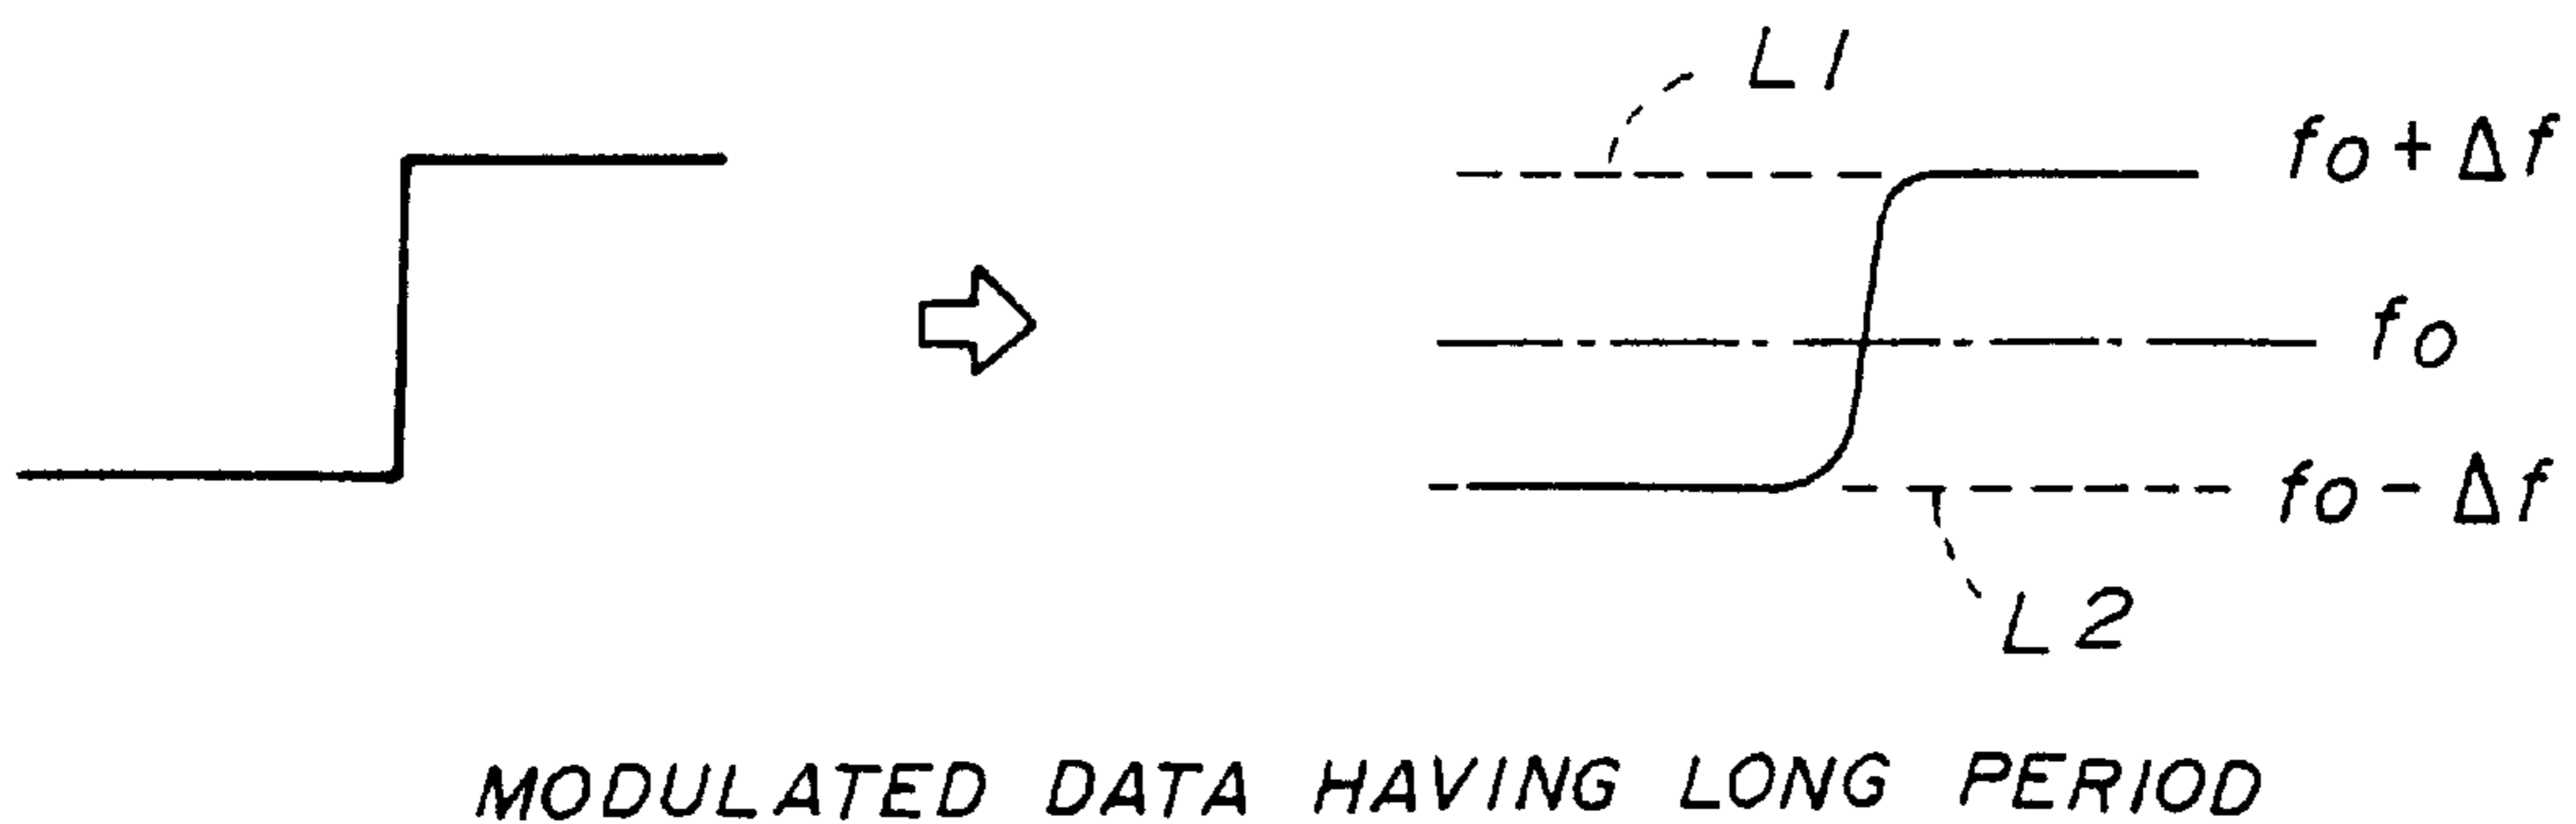 L1
fo + Δf
fo
fo - Δf
L2
MODULATED DATA HAVING LONG PERIOD